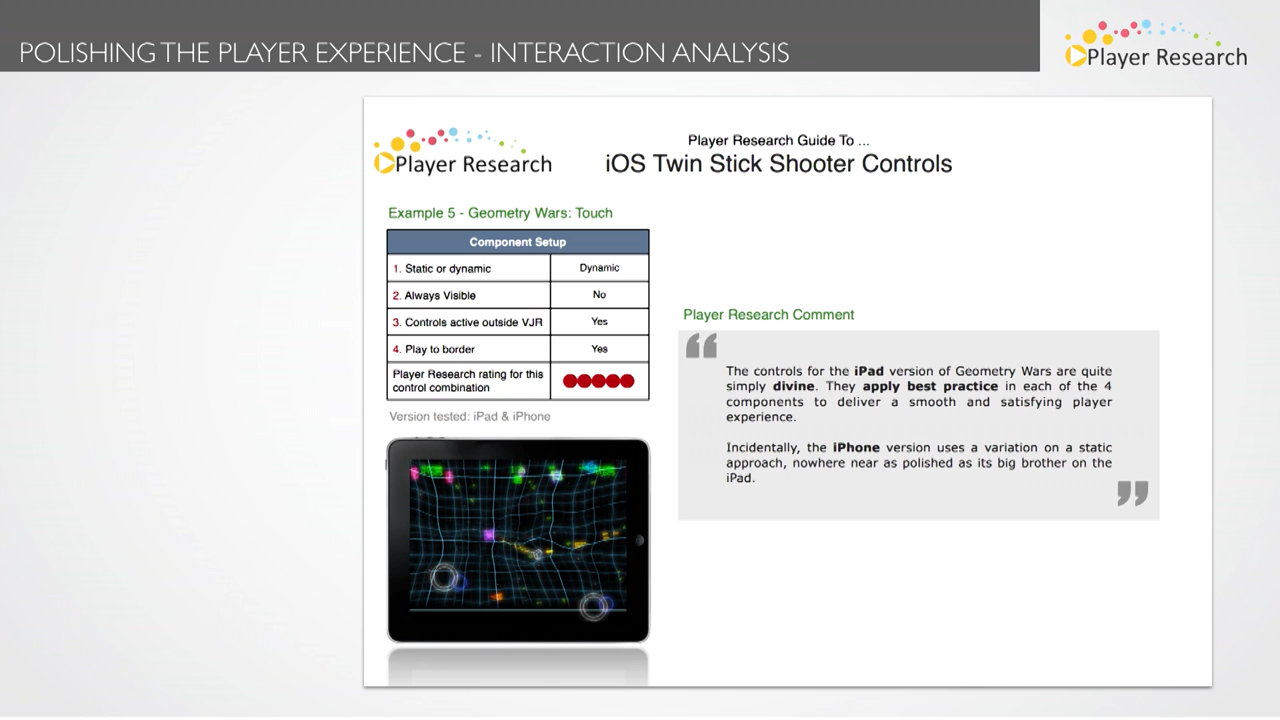 POLISHING THE PLAYER EXPERIENCE - INTERACTION ANALYSIS
Player Research
Player Research
Player Research Guide To ...
iOS Twin Stick Shooter Controls
Example 5 - Geometry Wars: Touch
Component Setup
1. Static or dynamic Dynamic
2. Always Visible No
3. Controls active outside VJR Yes
4. Play to border Yes
Player Research rating for this
control combination
Version tested: iPad & iPhone
Player Research Comment
“
The controls for the iPad version of Geometry Wars are quite
simply divine. They apply best practice in each of the 4
components to deliver a smooth and satisfying player
experience.
Incidentally, the iPhone version uses a variation on a static
approach, nowhere near as polished as its big brother on the
iPad.
”